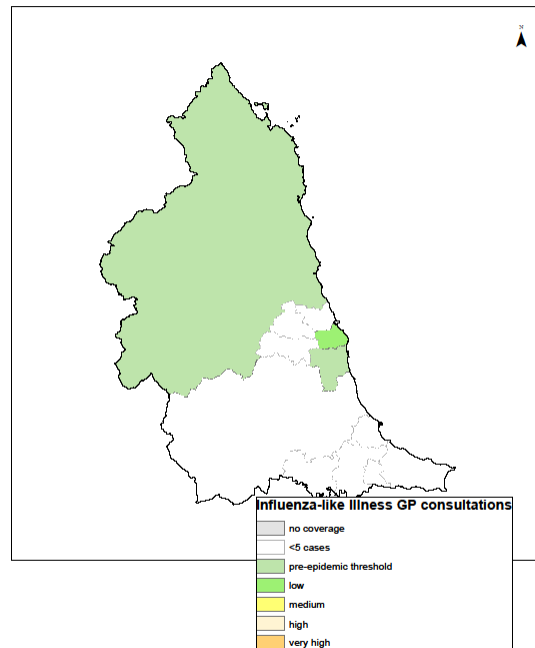 N
Influenza-like Illness GP consultations
no coverage
<5 cases
pre-epidemic threshold
low
medium
high
very high